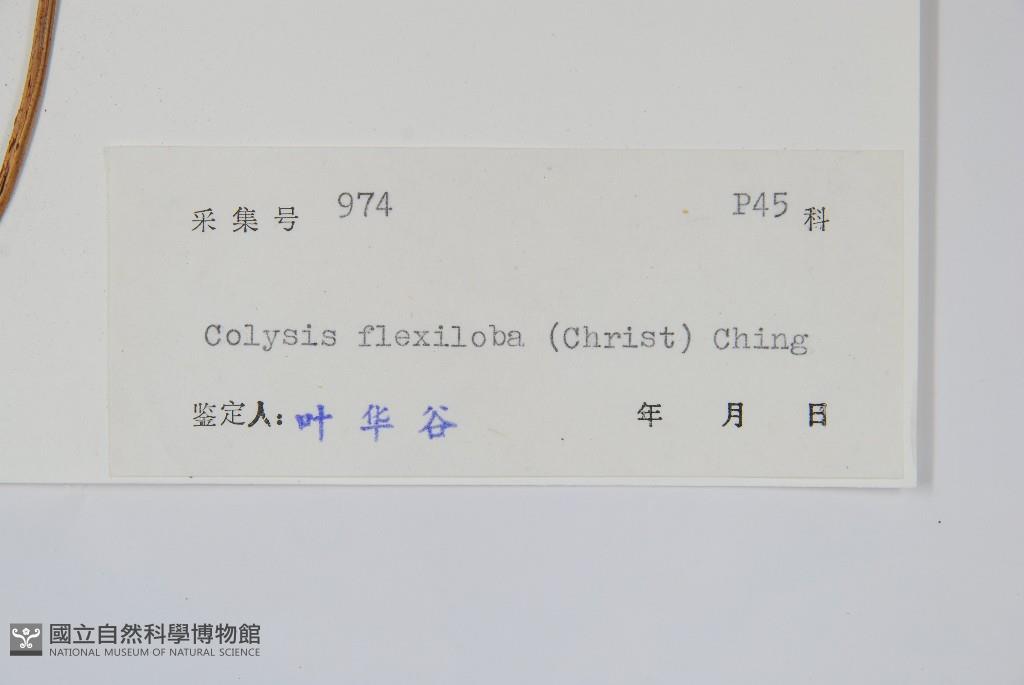 采集号 974 P45 科
Colysis flexiloba (Christ) Ching
鉴定人: 叶华谷 年 月 日
國立自然科學博物館
NATIONAL MUSEUM OF NATURAL SCIENCE